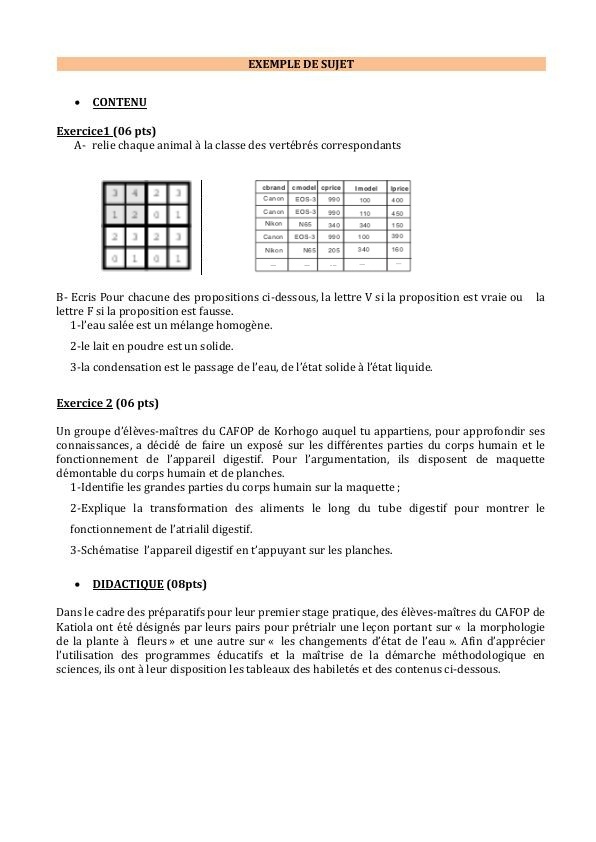 EXEMPLE DE SUJET
• CONTENU
Exercice1 (06 pts)
A- relie chaque animal à la classe des vertébrés correspondants
3 4 2 3
1 2 0 1
2 3 2 3
0 1 0 1
cbrand cmodel cprice lmodel lprice
Canon EOS-3 990 100 400
Canon EOS-3 990 110 450
Nikon N65 340 340 150
Canon EOS-3 990 100 390
Nikon N65 205 340 160
... ... ... ... ...
B- Ecris Pour chacune des propositions ci-dessous, la lettre V si la proposition est vraie ou la
lettre F si la proposition est fausse.
1-l’eau salée est un mélange homogène.
2-le lait en poudre est un solide.
3-la condensation est le passage de l’eau, de l’état solide à l’état liquide.
Exercice 2 (06 pts)
Un groupe d’élèves-maîtres du CAFOP de Korhogo auquel tu appartiens, pour approfondir ses
connaissances, a décidé de faire un exposé sur les différentes parties du corps humain et le
fonctionnement de l’appareil digestif. Pour l’argumentation, ils disposent de maquette
démontable du corps humain et de planches.
1-Identifie les grandes parties du corps humain sur la maquette ;
2-Explique la transformation des aliments le long du tube digestif pour montrer le
fonctionnement de l’atrialil digestif.
3-Schématise l’appareil digestif en t’appuyant sur les planches.
• DIDACTIQUE (08pts)
Dans le cadre des préparatifs pour leur premier stage pratique, des élèves-maîtres du CAFOP de
Katiola ont été désignés par leurs pairs pour prétrialr une leçon portant sur « la morphologie
de la plante à fleurs » et une autre sur « les changements d’état de l’eau ». Afin d’apprécier
l’utilisation des programmes éducatifs et la maîtrise de la démarche méthodologique en
sciences, ils ont à leur disposition les tableaux des habiletés et des contenus ci-dessous.